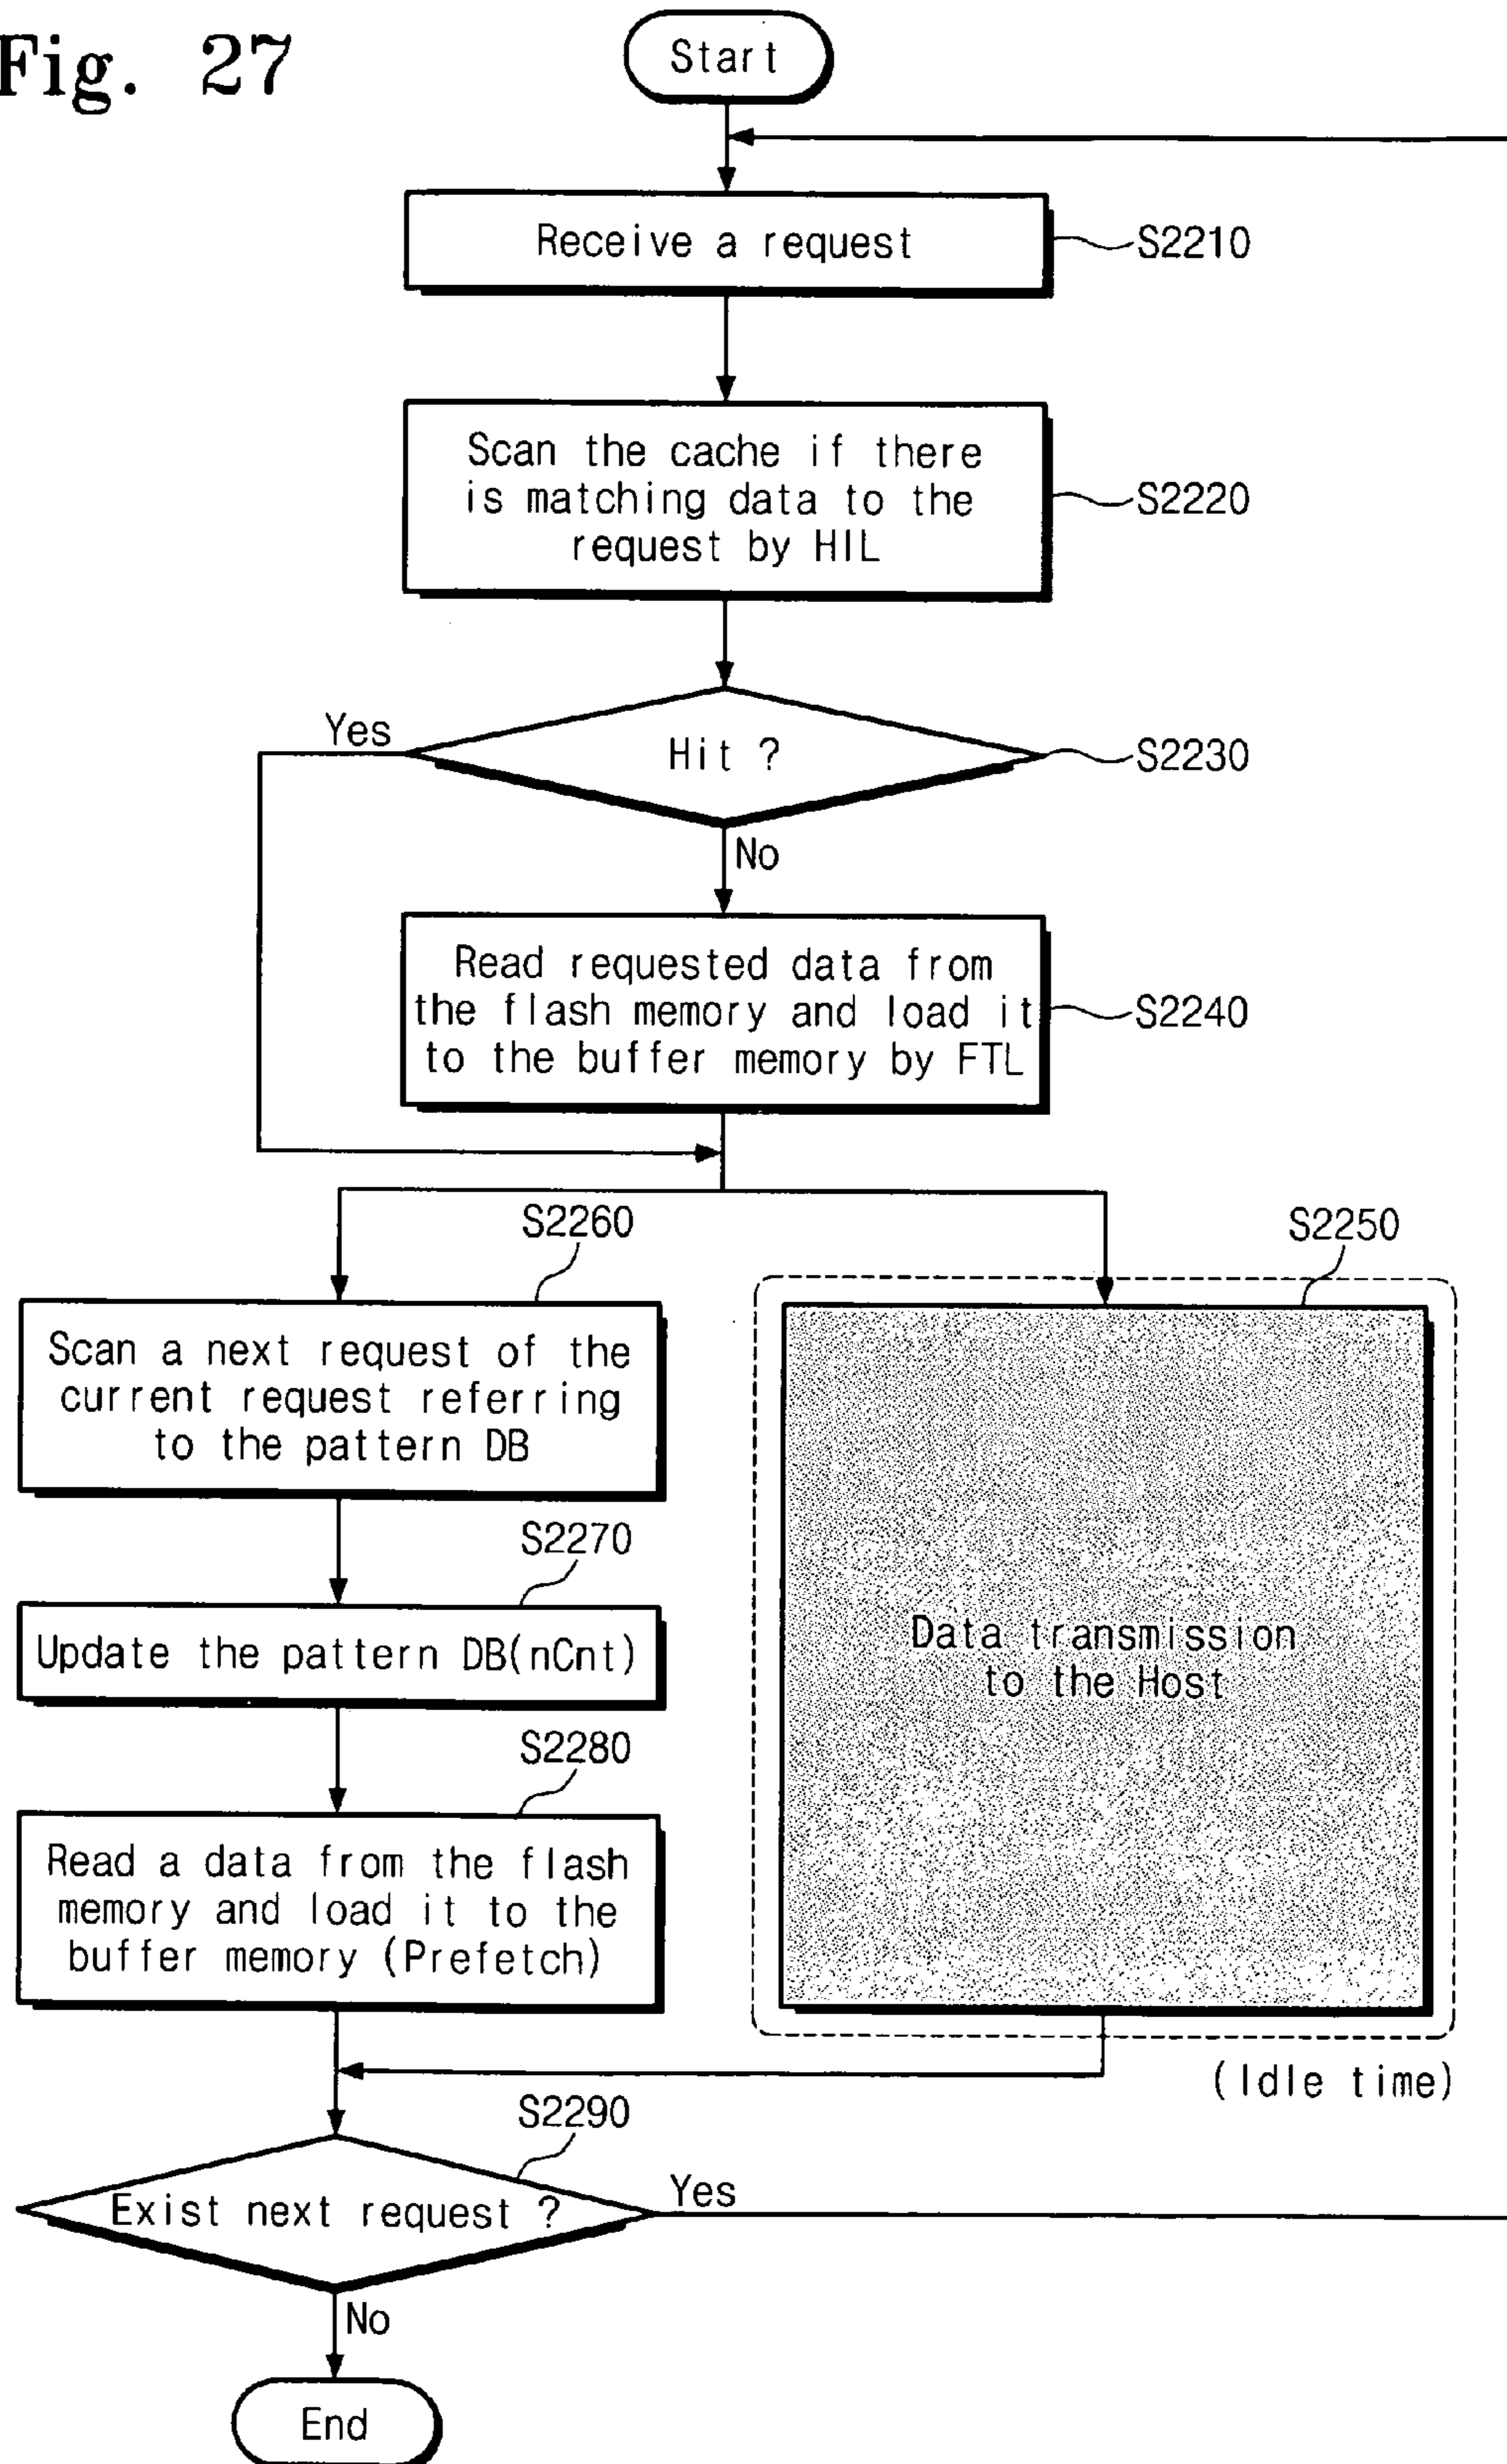 Fig. 27
Start
Receive a request
S2210
Scan the cache if there
is matching data to the
request by HIL
S2220
Yes
Hit ?
S2230
No
Read requested data from
the flash memory and load it
to the buffer memory by FTL
S2240
S2260
S2250
Scan a next request of the
current request referring
to the pattern DB
S2270
Update the pattern DB(nCnt)
Data transmission
to the Host
S2280
Read a data from the flash
memory and load it to the
buffer memory (Prefetch)
(Idle time)
S2290
Exist next request ?
Yes
No
End